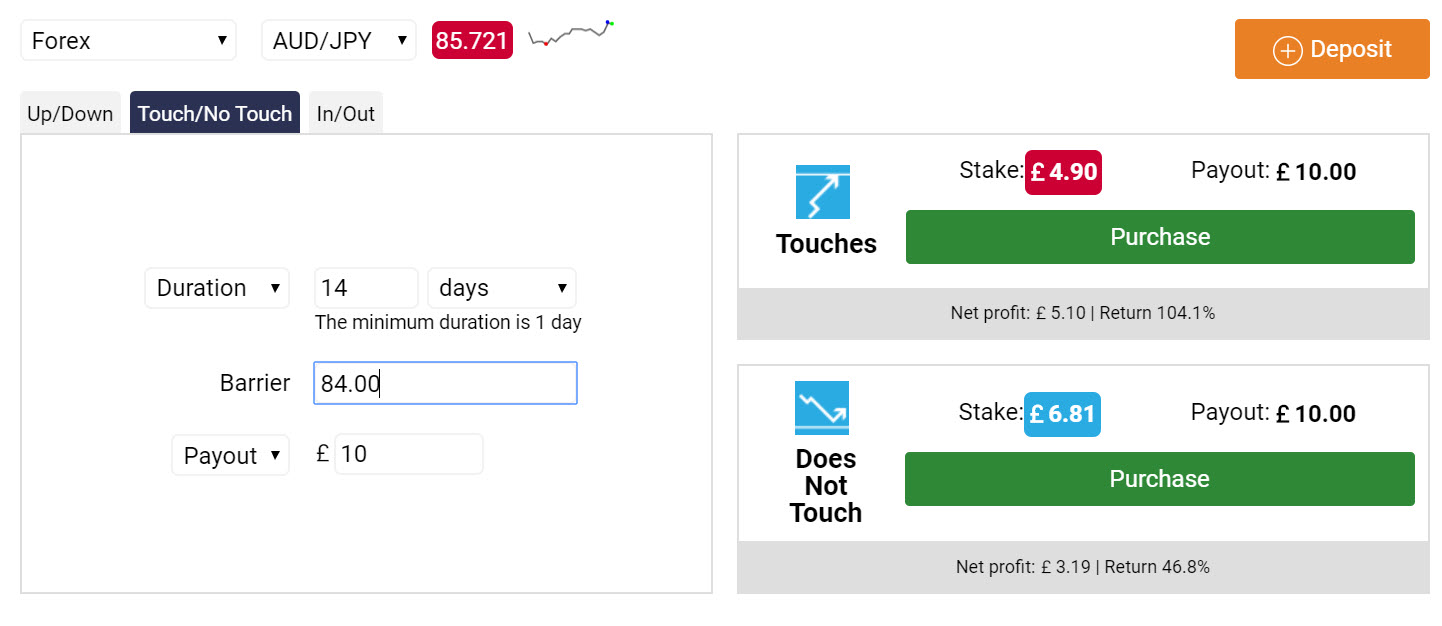 Forex AUD/JPY 85.721
Deposit
Up/Down Touch/No Touch In/Out
Duration 14 days
The minimum duration is 1 day
Barrier 84.00
Payout £ 10
Stake: £ 4.90 Payout: £ 10.00
Purchase
Touches
Net profit: £ 5.10 | Return 104.1%
Stake: £ 6.81 Payout: £ 10.00
Does
Not
Touch
Purchase
Net profit: £ 3.19 | Return 46.8%